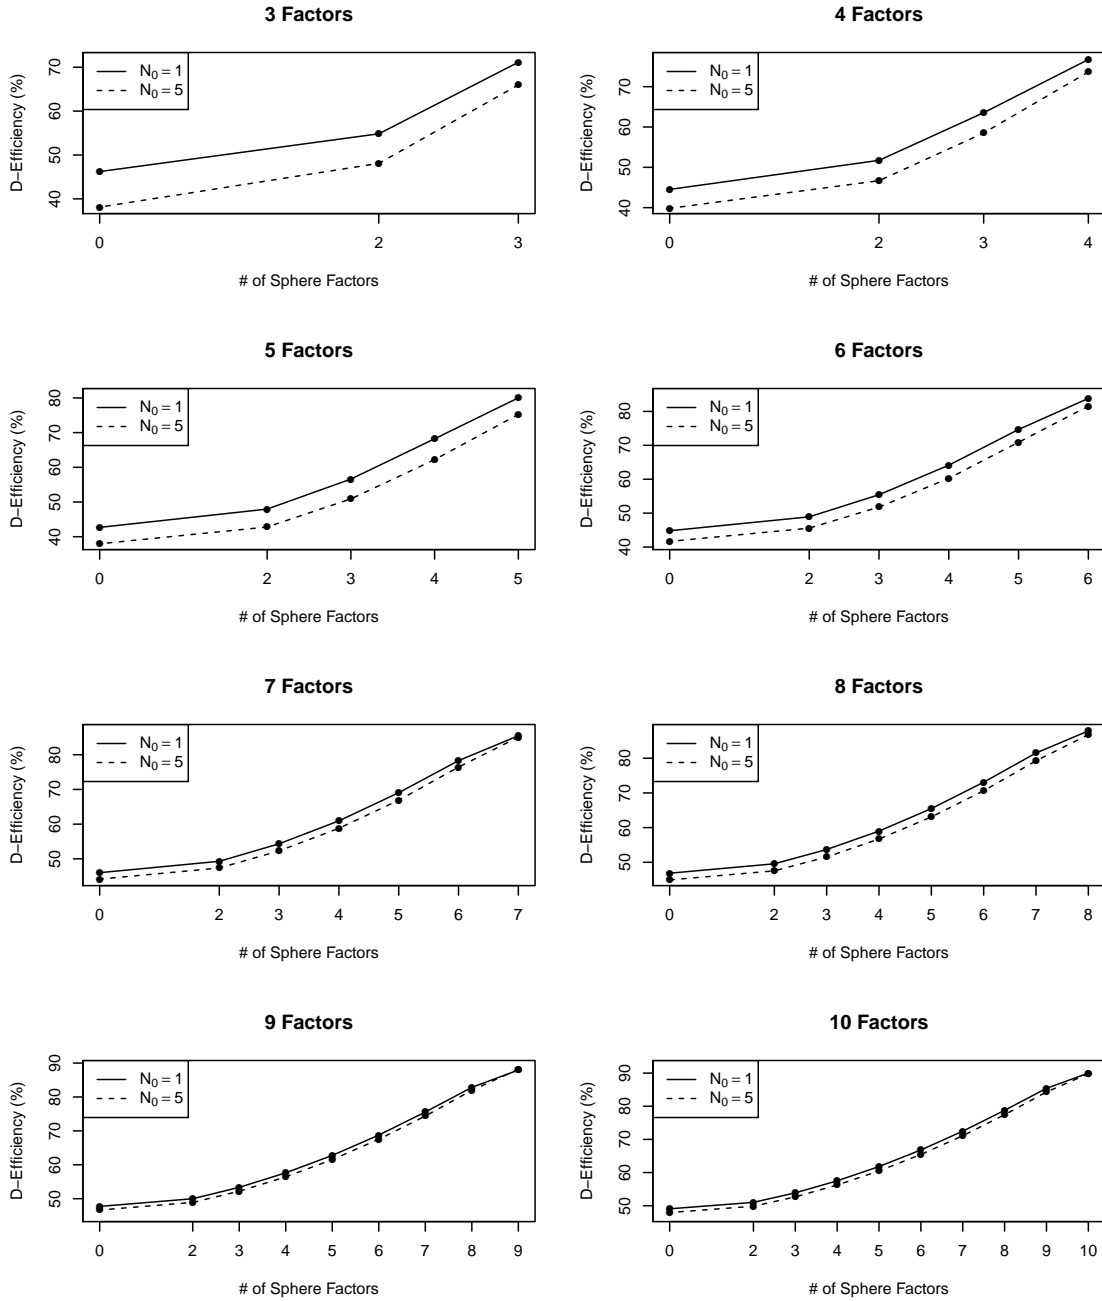 3 Factors
D−Efficiency (%)
40 50 60 70
N0 = 1
N0 = 5
0 2 3
# of Sphere Factors
4 Factors
D−Efficiency (%)
40 50 60 70
N0 = 1
N0 = 5
0 2 3 4
# of Sphere Factors
5 Factors
D−Efficiency (%)
40 50 60 70 80
N0 = 1
N0 = 5
0 2 3 4 5
# of Sphere Factors
6 Factors
D−Efficiency (%)
40 50 60 70 80
N0 = 1
N0 = 5
0 2 3 4 5 6
# of Sphere Factors
7 Factors
D−Efficiency (%)
50 60 70 80
N0 = 1
N0 = 5
0 2 3 4 5 6 7
# of Sphere Factors
8 Factors
D−Efficiency (%)
50 60 70 80
N0 = 1
N0 = 5
0 2 3 4 5 6 7 8
# of Sphere Factors
9 Factors
D−Efficiency (%)
50 60 70 80 90
N0 = 1
N0 = 5
0 2 3 4 5 6 7 8 9
# of Sphere Factors
10 Factors
D−Efficiency (%)
50 60 70 80 90
N0 = 1
N0 = 5
0 2 3 4 5 6 7 8 9 10
# of Sphere Factors